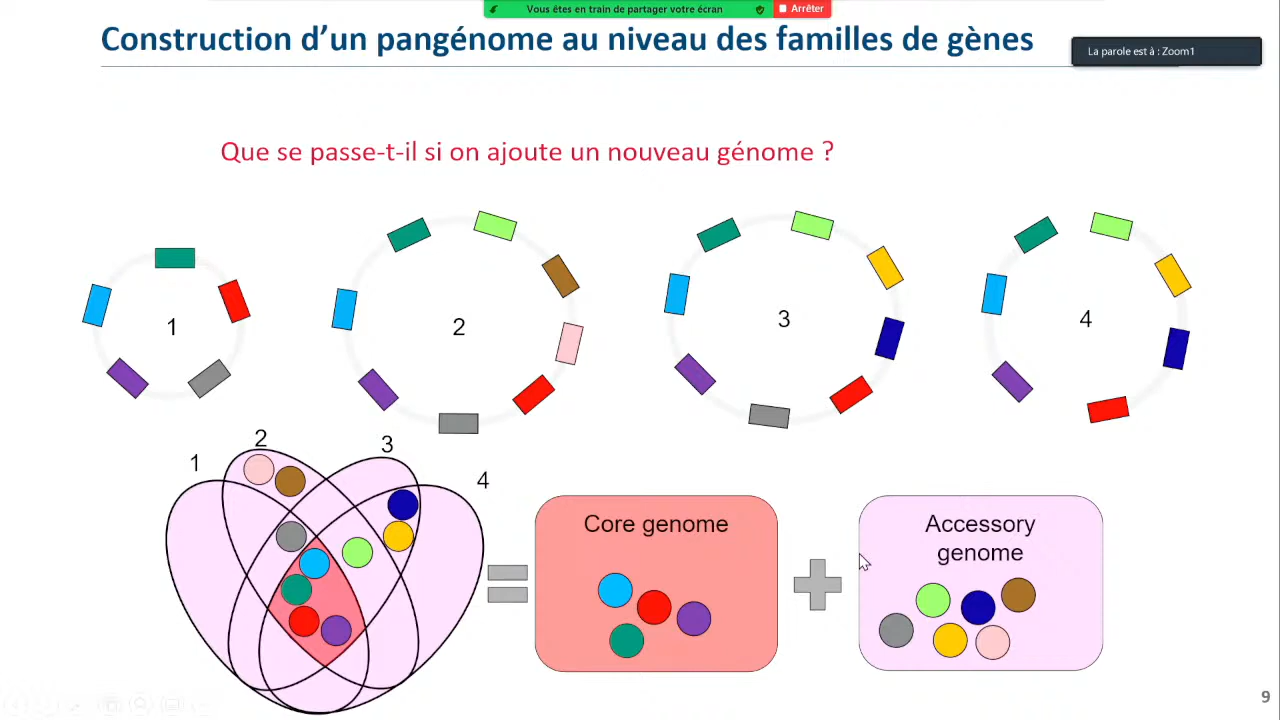 Vous êtes en train de partager votre écran
Arrêter
Construction d’un pangénome au niveau des familles de gènes
La parole est à : Zoom1
Que se passe-t-il si on ajoute un nouveau génome ?
1
2
3
4
1
2
3
4
Core genome
Accessory
genome
9